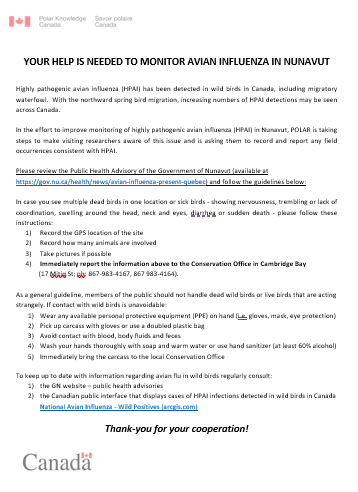 Polar Knowledge Savoir polaire
Canada Canada
YOUR HELP IS NEEDED TO MONITOR AVIAN INFLUENZA IN NUNAVUT
Highly pathogenic avian influenza (HPAI) has been detected in wild birds in Canada, including migratory
waterfowl. With the northward spring bird migration, increasing numbers of HPAI detections may be seen
across Canada.
In the effort to improve monitoring of highly pathogenic avian influenza (HPAI) in Nunavut, POLAR is taking
steps to make visiting researchers aware of this issue and is asking them to record and report any field
occurrences consistent with HPAI.
Please review the Public Health Advisory of the Government of Nunavut (available at
https://gov.nu.ca/health/news/avian-influenza-present-quebec) and follow the guidelines below:
In case you see multiple dead birds in one location or sick birds - showing nervousness, trembling or lack of
coordination, swelling around the head, neck and eyes, diarrhea or sudden death - please follow these
instructions:
1) Record the GPS location of the site
2) Record how many animals are involved
3) Take pictures if possible
4) Immediately report the information above to the Conservation Office in Cambridge Bay
(17 Mitiq St; ph: 867-983-4167, 867 983-4164).
As a general guideline, members of the public should not handle dead wild birds or live birds that are acting
strangely. If contact with wild birds is unavoidable:
1) Wear any available personal protective equipment (PPE) on hand (i.e. gloves, mask, eye protection)
2) Pick up carcass with gloves or use a doubled plastic bag
3) Avoid contact with blood, body fluids and feces
4) Wash your hands thoroughly with soap and warm water or use hand sanitizer (at least 60% alcohol)
5) Immediately bring the carcass to the local Conservation Office
To keep up to date with information regarding avian flu in wild birds regularly consult:
1) the GN website – public health advisories
2) the Canadian public interface that displays cases of HPAI infections detected in wild birds in Canada
National Avian Influenza - Wild Positives (arcgis.com)
Thank-you for your cooperation!
Canada